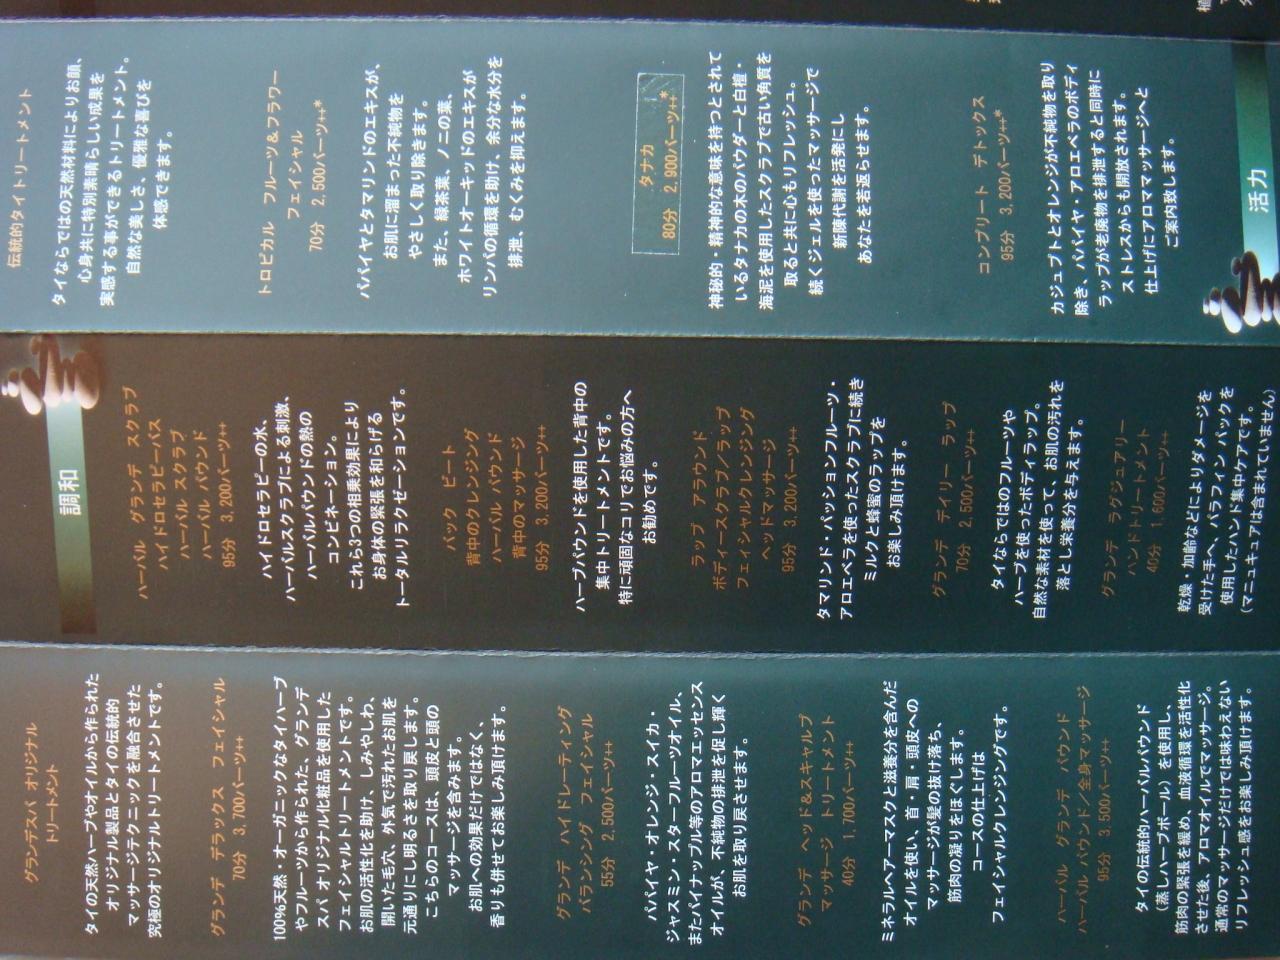 グランデスパ オリジナル
トリートメント
タイの天然ハーブやオイルから作られた
オリジナル製品とタイの伝統的
マッサージテクニックを融合させた
究極のオリジナルトリートメントです。
グランデ デラックス フェイシャル
70分 3,700バーツ++
100%天然・オーガニックなタイハーブ
やフルーツから作られた、グランデ
スパ オリジナル化粧品を使用した
フェイシャルトリートメントです。
お肌の活性化を助け、しみやしわ、
開いた毛穴、外気で汚れたお肌を
元通りにし明るさを取り戻します。
こちらのコースは、頭皮と頭の
マッサージを含みます。
お肌への効果だけではなく、
香りも併せてお楽しみ頂けます。
グランデ ハイドレーティング
バランシング フェイシャル
55分 2,500バーツ++
パパイヤ・オレンジ・スイカ・
ジャスミン・スターフルーツオイル、
またパイナップル等のアロマエッセンス
オイルが、不純物の排泄を促し輝く
お肌を取り戻させます。
グランデ ヘッド&スキャルプ
マッサージ トリートメント
40分 1,700バーツ++
ミネラルヘアーマスクと滋養分を含んだ
オイルを使い、首・肩・頭皮への
マッサージが髪の抜け落ち、
筋肉の凝りをほぐします。
コースの仕上げは
フェイシャルクレンジングです。
ハーバル グランデ パウンド
ハーバル パウンド/全身マッサージ
95分 3,500バーツ++
タイの伝統的ハーバルパウンド
(蒸しハーブボール)を使用し、
筋肉の緊張を緩め、血液循環を活性化
させた後、アロマオイルでマッサージ。
通常のマッサージだけでは味わえない
リフレッシュ感をお楽しみ頂けます。
調和
ハーバル グランデ スクラブ
ハイドロセラピーバス
ハーバル スクラブ
ハーバル パウンド
95分 3,200バーツ++
ハイドロセラピーの水、
ハーバルスクラブによる刺激、
ハーバルパウンドの熱の
コンビネーション。
これら3つの相乗効果により
お身体の緊張を和らげる
トータルリラクゼーションです。
バック ビート
背中のクレンジング
ハーバル パウンド
背中のマッサージ
95分 3,200バーツ++
ハーブパウンドを使用した背中の
集中トリートメントです。
特に頑固なコリでお悩みの方へ
お勧めです。
ラップ アラウンド
ボディースクラブ/ラップ
フェイシャルクレンジング
ヘッドマッサージ
95分 3,200バーツ++
タマリンド・パッションフルーツ・
アロエベラを使ったスクラブに続き
ミルクと蜂蜜のラップを
お楽しみ頂けます。
グランデ デイリー ラップ
70分 2,500バーツ++
タイならではのフルーツや
ハーブを使ったボディラップ。
自然な素材を使って、お肌の汚れを
落とし栄養分を与えます。
グランデ ラグジュアリー
ハンドトリートメント
40分 1,600バーツ++
乾燥・加齢などによりダメージを
受けた手へ、パラフィンパックを
使用したハンド集中ケアです。
(マニュキュアは含まれていません)
伝統的タイトリートメント
タイならではの天然材料によりお顔、
心身共に特別素晴らしい成果を
実感する事ができるトリートメント。
自然な美しさ、優雅な喜びを
体感できます。
トロピカル フルーツ&フラワー
フェイシャル
70分 2,500バーツ++*
パパイヤとタマリンドのエキスが、
お肌に溜まった不純物を
やさしく取り除きます。
また、緑茶葉、ノニの葉、
ホワイトオーキッドのエキスが
リンパの循環を助け、余分な水分を
排泄、むくみを抑えます。
タナカ
80分 2,900バーツ++*
神秘的・精神的な意味を持つとされて
いるタナカの木のパウダーと白檀・
海泥を使用したスクラブで古い角質を
取ると共に心もリフレッシュ。
続くジェルを使ったマッサージで
新陳代謝を活発にし
あなたを若返らせます。
コンプリート デトックス
95分 3,200バーツ++*
カジュプトとオレンジが不純物を取り
除き、パパイヤ・アロエベラのボディ
ラップが老廃物を排泄すると同時に
ストレスからも開放されます。
仕上げにアロママッサージへと
ご案内致します。
活力